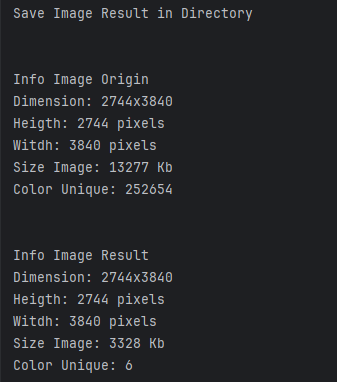 Save Image Result in Directory
Info Image Origin
Dimension: 2744x3840
Heigth: 2744 pixels
Witdh: 3840 pixels
Size Image: 13277 Kb
Color Unique: 252654
Info Image Result
Dimension: 2744x3840
Heigth: 2744 pixels
Witdh: 3840 pixels
Size Image: 3328 Kb
Color Unique: 6